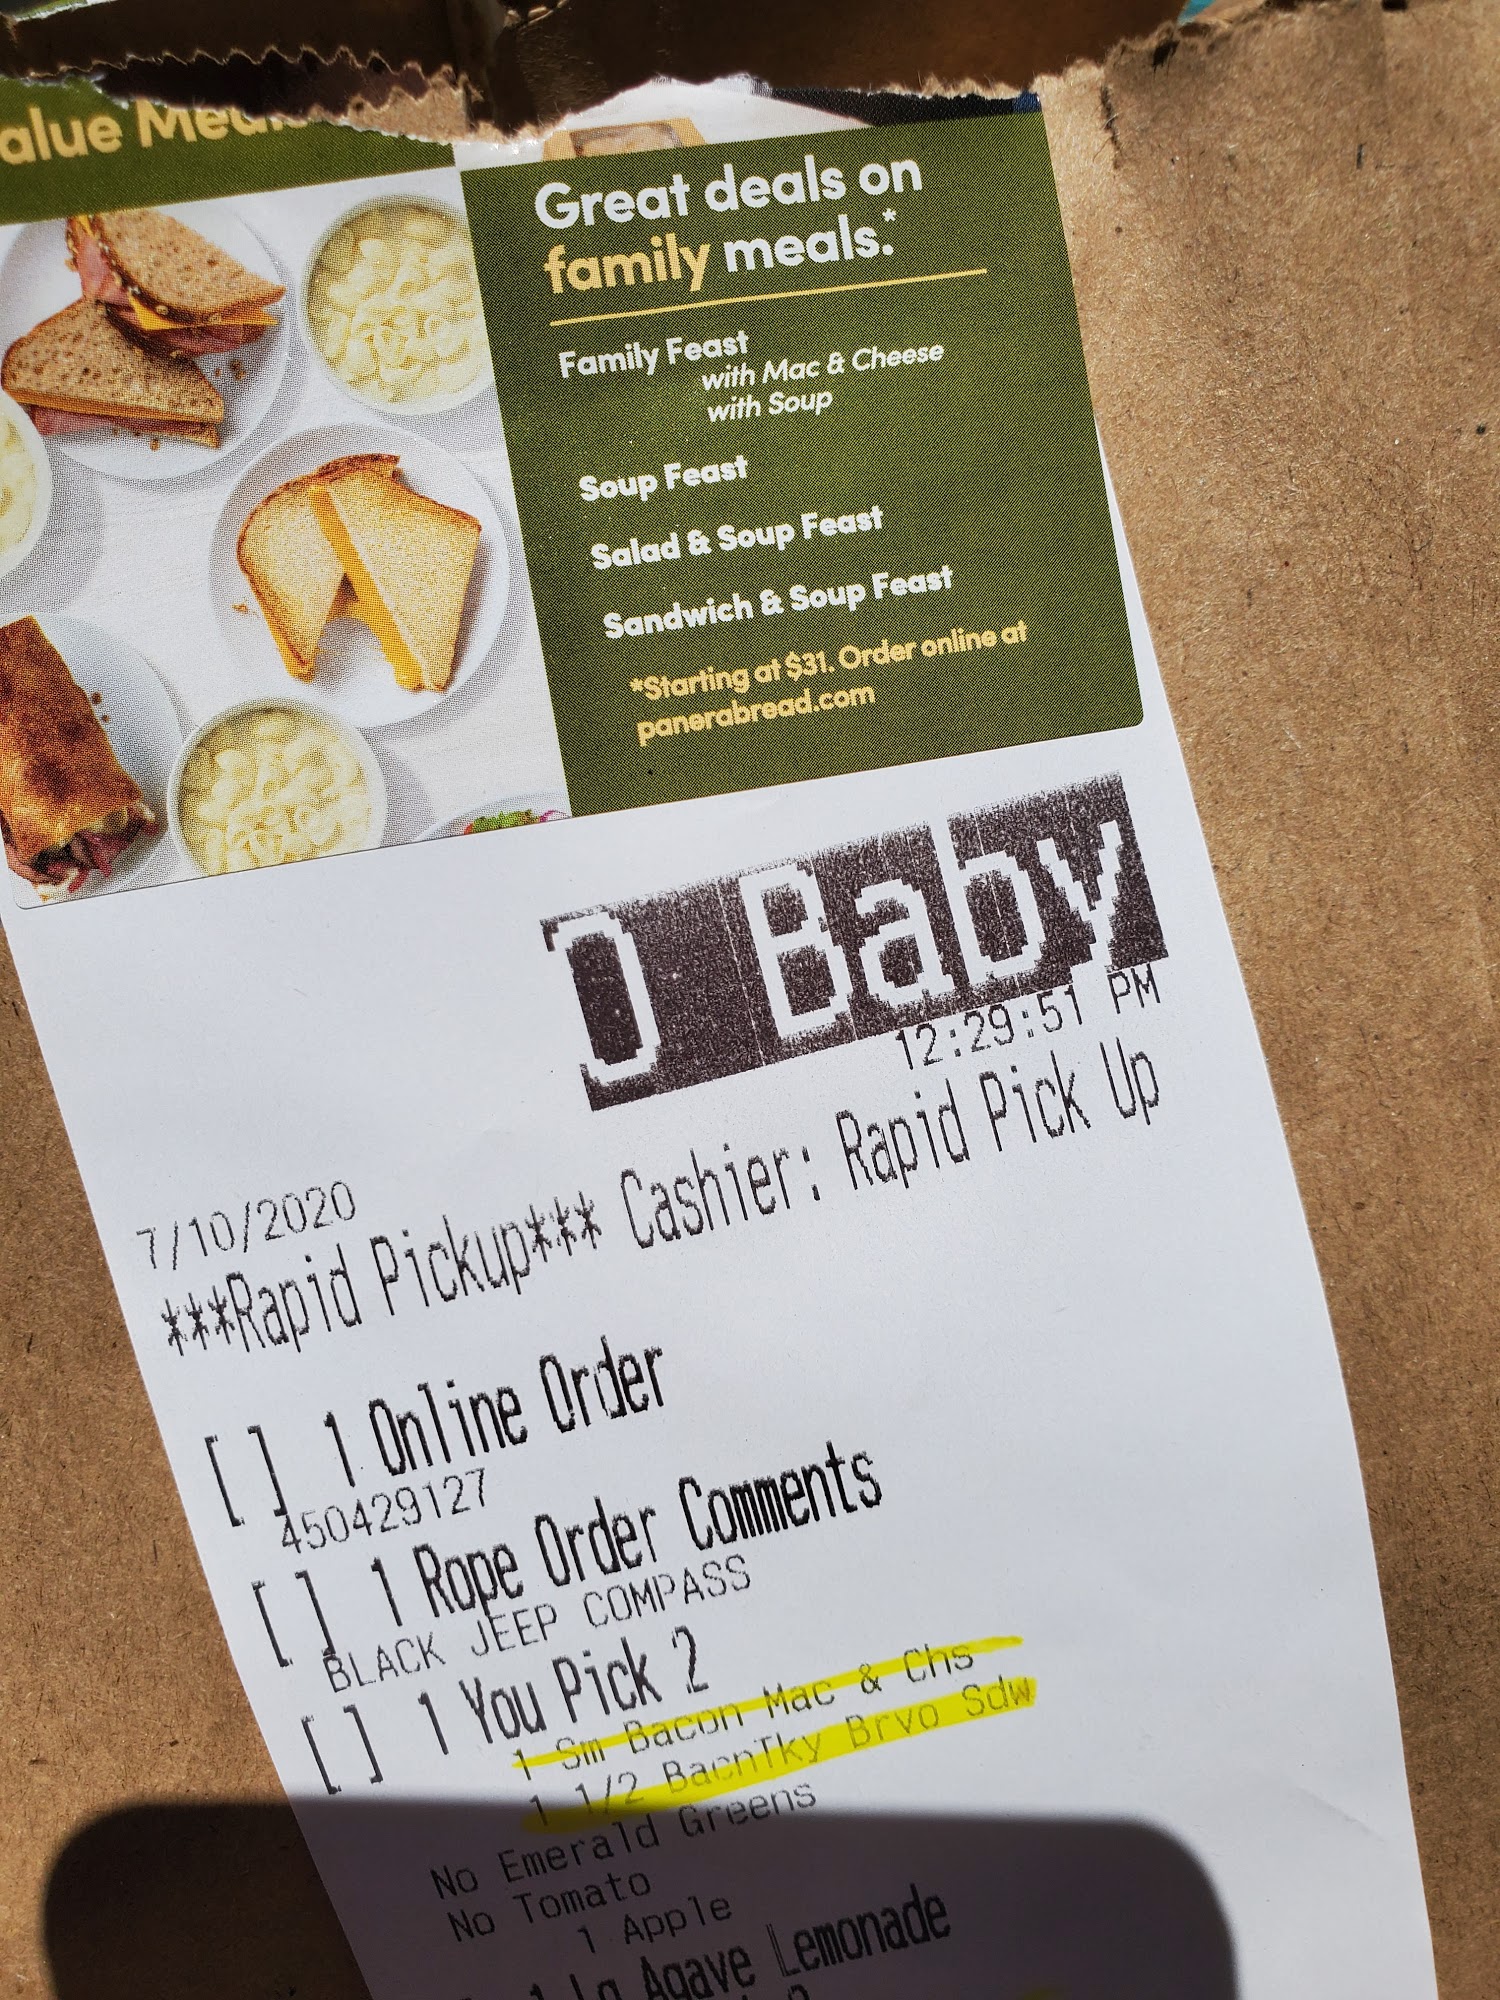 alue Meals
Great deals on
family meals.*
Family Feast
with Mac & Cheese
with Soup
Soup Feast
Salad & Soup Feast
Sandwich & Soup Feast
*Starting at $31. Order online at
panerabread.com
J Baby
12:29:51 PM
7/10/2020
***Rapid Pickup*** Cashier: Rapid Pick Up
[ ] 1 Online Order
450429127
[ ] 1 Rope Order Comments
BLACK JEEP COMPASS
[ ] 1 You Pick 2
1 Sm Bacon Mac & Chs
1 1/2 BacnTky Brvo Sdw
No Emerald Greens
No Tomato
1 Apple
1 Lg Agave Lemonade